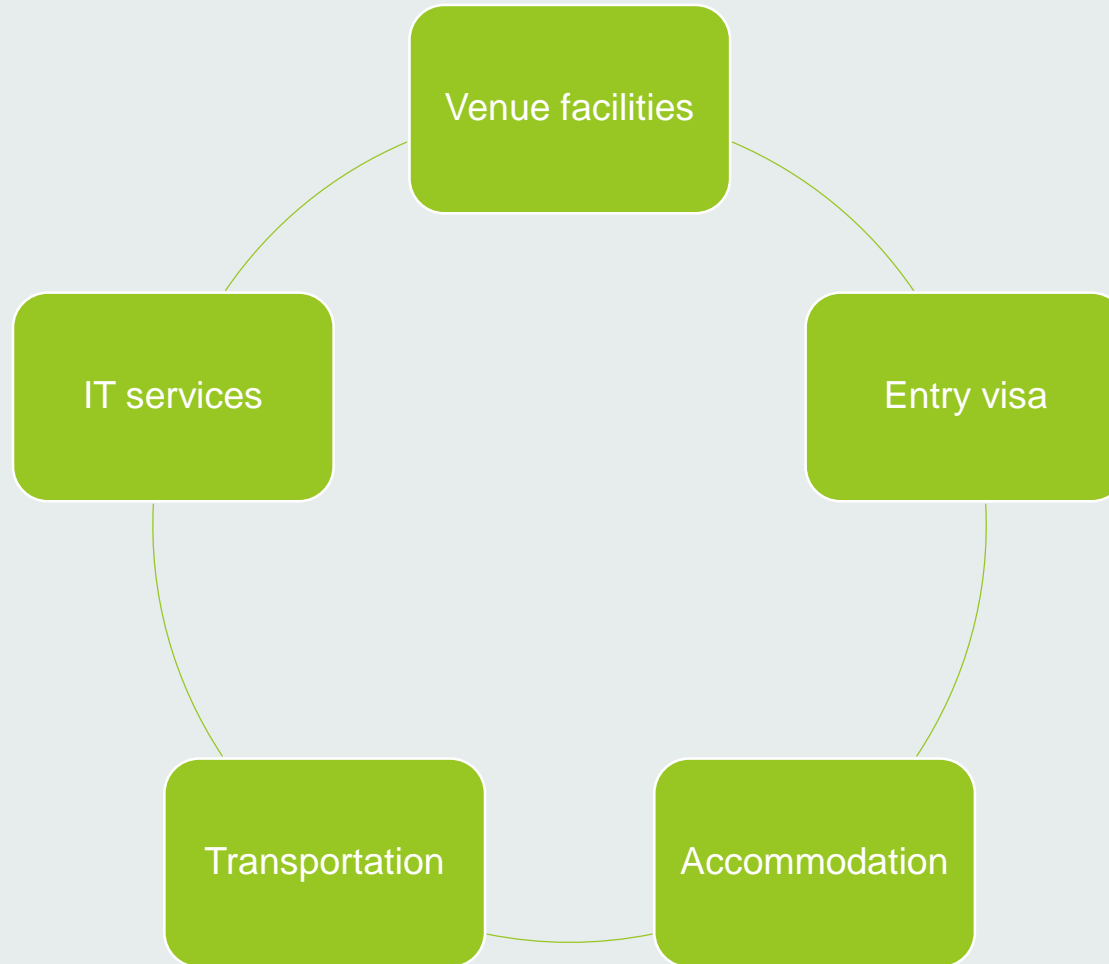 Venue facilities
Entry visa
Accommodation
Transportation
IT services